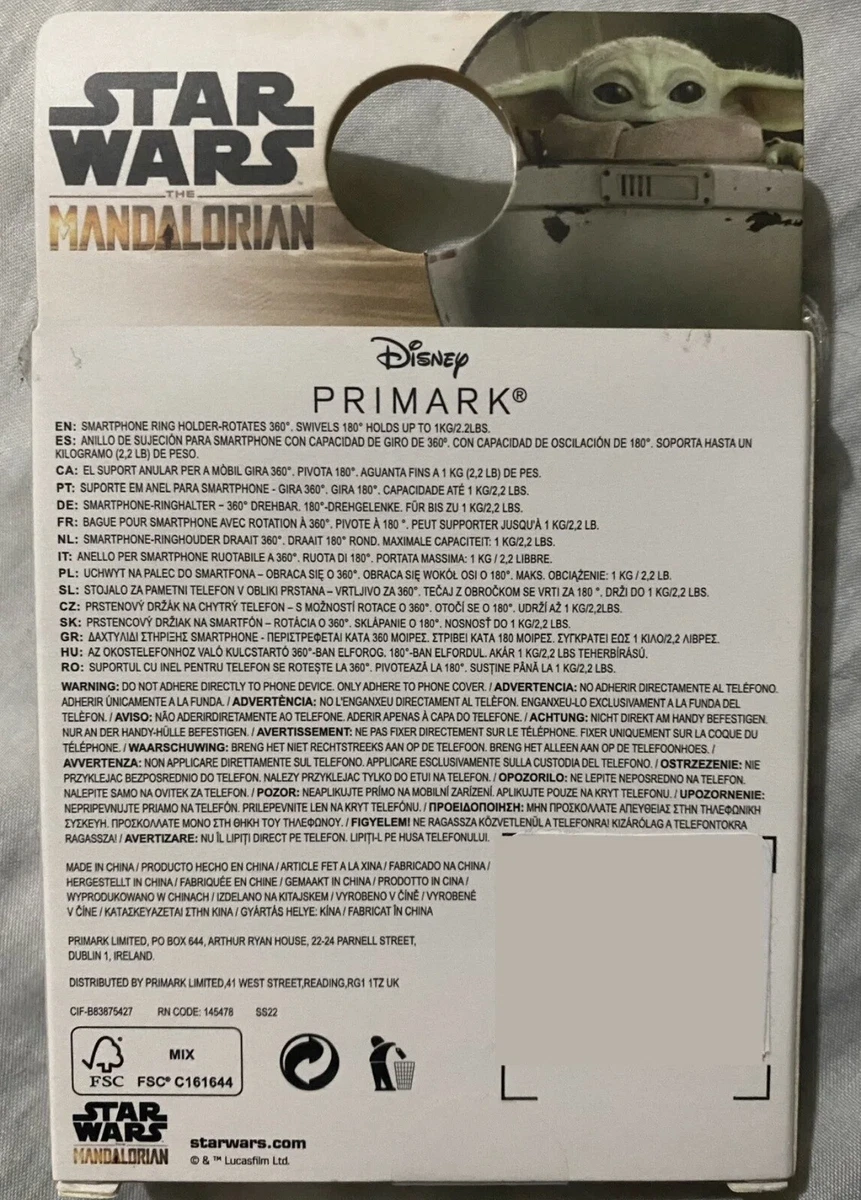 STAR
WARS
THE
MANDALORIAN
Disney
PRIMARK®
EN: SMARTPHONE RING HOLDER-ROTATES 360°. SWIVELS 180° HOLDS UP TO 1KG/2.2LBS.
ES: ANILLO DE SUJECIÓN PARA SMARTPHONE CON CAPACIDAD DE GIRO DE 360º. CON CAPACIDAD DE OSCILACIÓN DE 180°. SOPORTA HASTA UN
KILOGRAMO (2,2 LB) DE PESO.
CA: EL SUPORT ANULAR PER A MÒBIL GIRA 360°. PIVOTA 180°. AGUANTA FINS A 1 KG (2,2 LB) DE PES.
PT: SUPORTE EM ANEL PARA SMARTPHONE - GIRA 360°. GIRA 180°. CAPACIDADE ATÉ 1 KG/2,2 LBS.
DE: SMARTPHONE-RINGHALTER – 360° DREHBAR. 180°-DREHGELENKE. FÜR BIS ZU 1 KG/2,2 LBS.
FR: BAGUE POUR SMARTPHONE AVEC ROTATION À 360°. PIVOTE À 180 °. PEUT SUPPORTER JUSQU'À 1 KG/2,2 LB.
NL: SMARTPHONE-RINGHOUDER DRAAIT 360°. DRAAIT 180° ROND. MAXIMALE CAPACITEIT: 1 KG/2,2 LBS.
IT: ANELLO PER SMARTPHONE RUOTABILE A 360°. RUOTA DI 180°. PORTATA MASSIMA: 1 KG / 2,2 LIBBRE.
PL: UCHWYT NA PALEC DO SMARTFONA – OBRACA SIĘ O 360°. OBRACA SIĘ WOKÓŁ OSI O 180°. MAKS. OBCIĄŻENIE: 1 KG / 2,2 LB.
SL: STOJALO ZA PAMETNI TELEFON V OBLIKI PRSTANA – VRTLJIVO ZA 360°. TEČAJ Z OBROČKOM SE VRTI ZA 180 °. DRŽI DO 1 KG/2,2 LBS.
CZ: PRSTENOVÝ DRŽÁK NA CHYTRÝ TELEFON – S MOŽNOSTÍ ROTACE O 360°. OTOČÍ SE O 180°. UDRŽÍ AŽ 1 KG/2,2LBS.
SK: PRSTENCOVÝ DRŽIAK NA SMARTFÓN – ROTÁCIA O 360°. SKLÁPANIE O 180°. NOSNOSŤ DO 1 KG/2,2 LBS.
GR: ΔΑΧΤΥΛΙΔΙ ΣΤΗΡΙΞΗΣ SMARTPHONE - ΠΕΡΙΣΤΡΕΦΕΤΑΙ ΚΑΤΑ 360 ΜΟΙΡΕΣ. ΣΤΡΙΒΕΙ ΚΑΤΑ 180 ΜΟΙΡΕΣ. ΣΥΓΚΡΑΤΕΙ ΕΩΣ 1 ΚΙΛΟ/2,2 ΛΙΒΡΕΣ.
HU: AZ OKOSTELEFONHOZ VALÓ KULCSTARTÓ 360°-BAN ELFOROG. 180°-BAN ELFORDUL. AKÁR 1 KG/2,2 LBS TEHERBÍRÁSÚ.
RO: SUPORTUL CU INEL PENTRU TELEFON SE ROTEȘTE LA 360°. PIVOTEAZĂ LA 180°. SUSȚINE PÂNĂ LA 1 KG/2,2 LBS.
WARNING: DO NOT ADHERE DIRECTLY TO PHONE DEVICE. ONLY ADHERE TO PHONE COVER. / ADVERTENCIA: NO ADHERIR DIRECTAMENTE AL TELÉFONO.
ADHERIR ÚNICAMENTE A LA FUNDA. / ADVERTÈNCIA: NO L'ENGANXEU DIRECTAMENT AL TELÈFON. ENGANXEU-LO EXCLUSIVAMENT A LA FUNDA DEL
TELÈFON. / AVISO: NÃO ADERIRDIRETAMENTE AO TELEFONE. ADERIR APENAS À CAPA DO TELEFONE. / ACHTUNG: NICHT DIREKT AM HANDY BEFESTIGEN.
NUR AN DER HANDY-HÜLLE BEFESTIGEN. / AVERTISSEMENT: NE PAS FIXER DIRECTEMENT SUR LE TÉLÉPHONE. FIXER UNIQUEMENT SUR LA COQUE DU
TÉLÉPHONE. / WAARSCHUWING: BRENG HET NIET RECHTSTREEKS AAN OP DE TELEFOON. BRENG HET ALLEEN AAN OP DE TELEFOONHOES. /
AVVERTENZA: NON APPLICARE DIRETTAMENTE SUL TELEFONO. APPLICARE ESCLUSIVAMENTE SULLA CUSTODIA DEL TELEFONO. / OSTRZEZENIE: NIE
PRZYKLEJAC BEZPOSREDNIO DO TELEFON. NALEZY PRZYKLEJAC TYLKO DO ETUI NA TELEFON. / OPOZORILO: NE LEPITE NEPOSREDNO NA TELEFON.
NALEPITE SAMO NA OVITEK ZA TELEFON. / POZOR: NEAPLIKUJTE PRÍMO NA MOBILNÍ ZARÍZENÍ. APLIKUJTE POUZE NA KRYT TELEFONU. / UPOZORNENIE:
NEPRIPEVNUJTE PRIAMO NA TELEFÓN. PRILEPEVNITE LEN NA KRYT TELEFÓNU. / ΠΡΟΕΙΔΟΠΟΙΗΣΗ: ΜΗΝ ΠΡΟΣΚΟΛΛΑΤΕ ΑΠΕΥΘΕΙΑΣ ΣΤΗΝ ΤΗΛΕΦΩΝΙΚΗ
ΣΥΣΚΕΥΗ. ΠΡΟΣΚΟΛΛΑΤΕ ΜΟΝΟ ΣΤΗ ΘΗΚΗ ΤΟΥ ΤΗΛΕΦΩΝΟΥ. / FIGYELEM! NE RAGASSZA KÖZVETLENÜL A TELEFONRA! KIZÁRÓLAG A TELEFONTOKRA
RAGASSZA! / AVERTIZARE: NU ÎL LIPIȚI DIRECT PE TELEFON. LIPIȚI-L PE HUSA TELEFONULUI.
MADE IN CHINA / PRODUCTO HECHO EN CHINA / ARTICLE FET A LA XINA / FABRICADO NA CHINA /
HERGESTELLT IN CHINA / FABRIQUÉE EN CHINE / GEMAAKT IN CHINA / PRODOTTO IN CINA /
WYPRODUKOWANO W CHINACH / IZDELANO NA KITAJSKEM / VYROBENO V ČÍNĚ / VYROBENÉ
V ČÍNE / ΚΑΤΑΣΚΕΥΑΖΕΤΑΙ ΣΤΗΝ ΚΙΝΑ / GYÁRTÁS HELYE: KÍNA / FABRICAT ÎN CHINA
PRIMARK LIMITED, PO BOX 644, ARTHUR RYAN HOUSE, 22-24 PARNELL STREET,
DUBLIN 1, IRELAND.
DISTRIBUTED BY PRIMARK LIMITED,41 WEST STREET,READING,RG1 1TZ UK
CIF-B83875427 RN CODE: 145478 SS22
MIX
FSC FSC® C161644
STAR
WARS
THE
MANDALORIAN
starwars.com
© & ™ Lucasfilm Ltd.